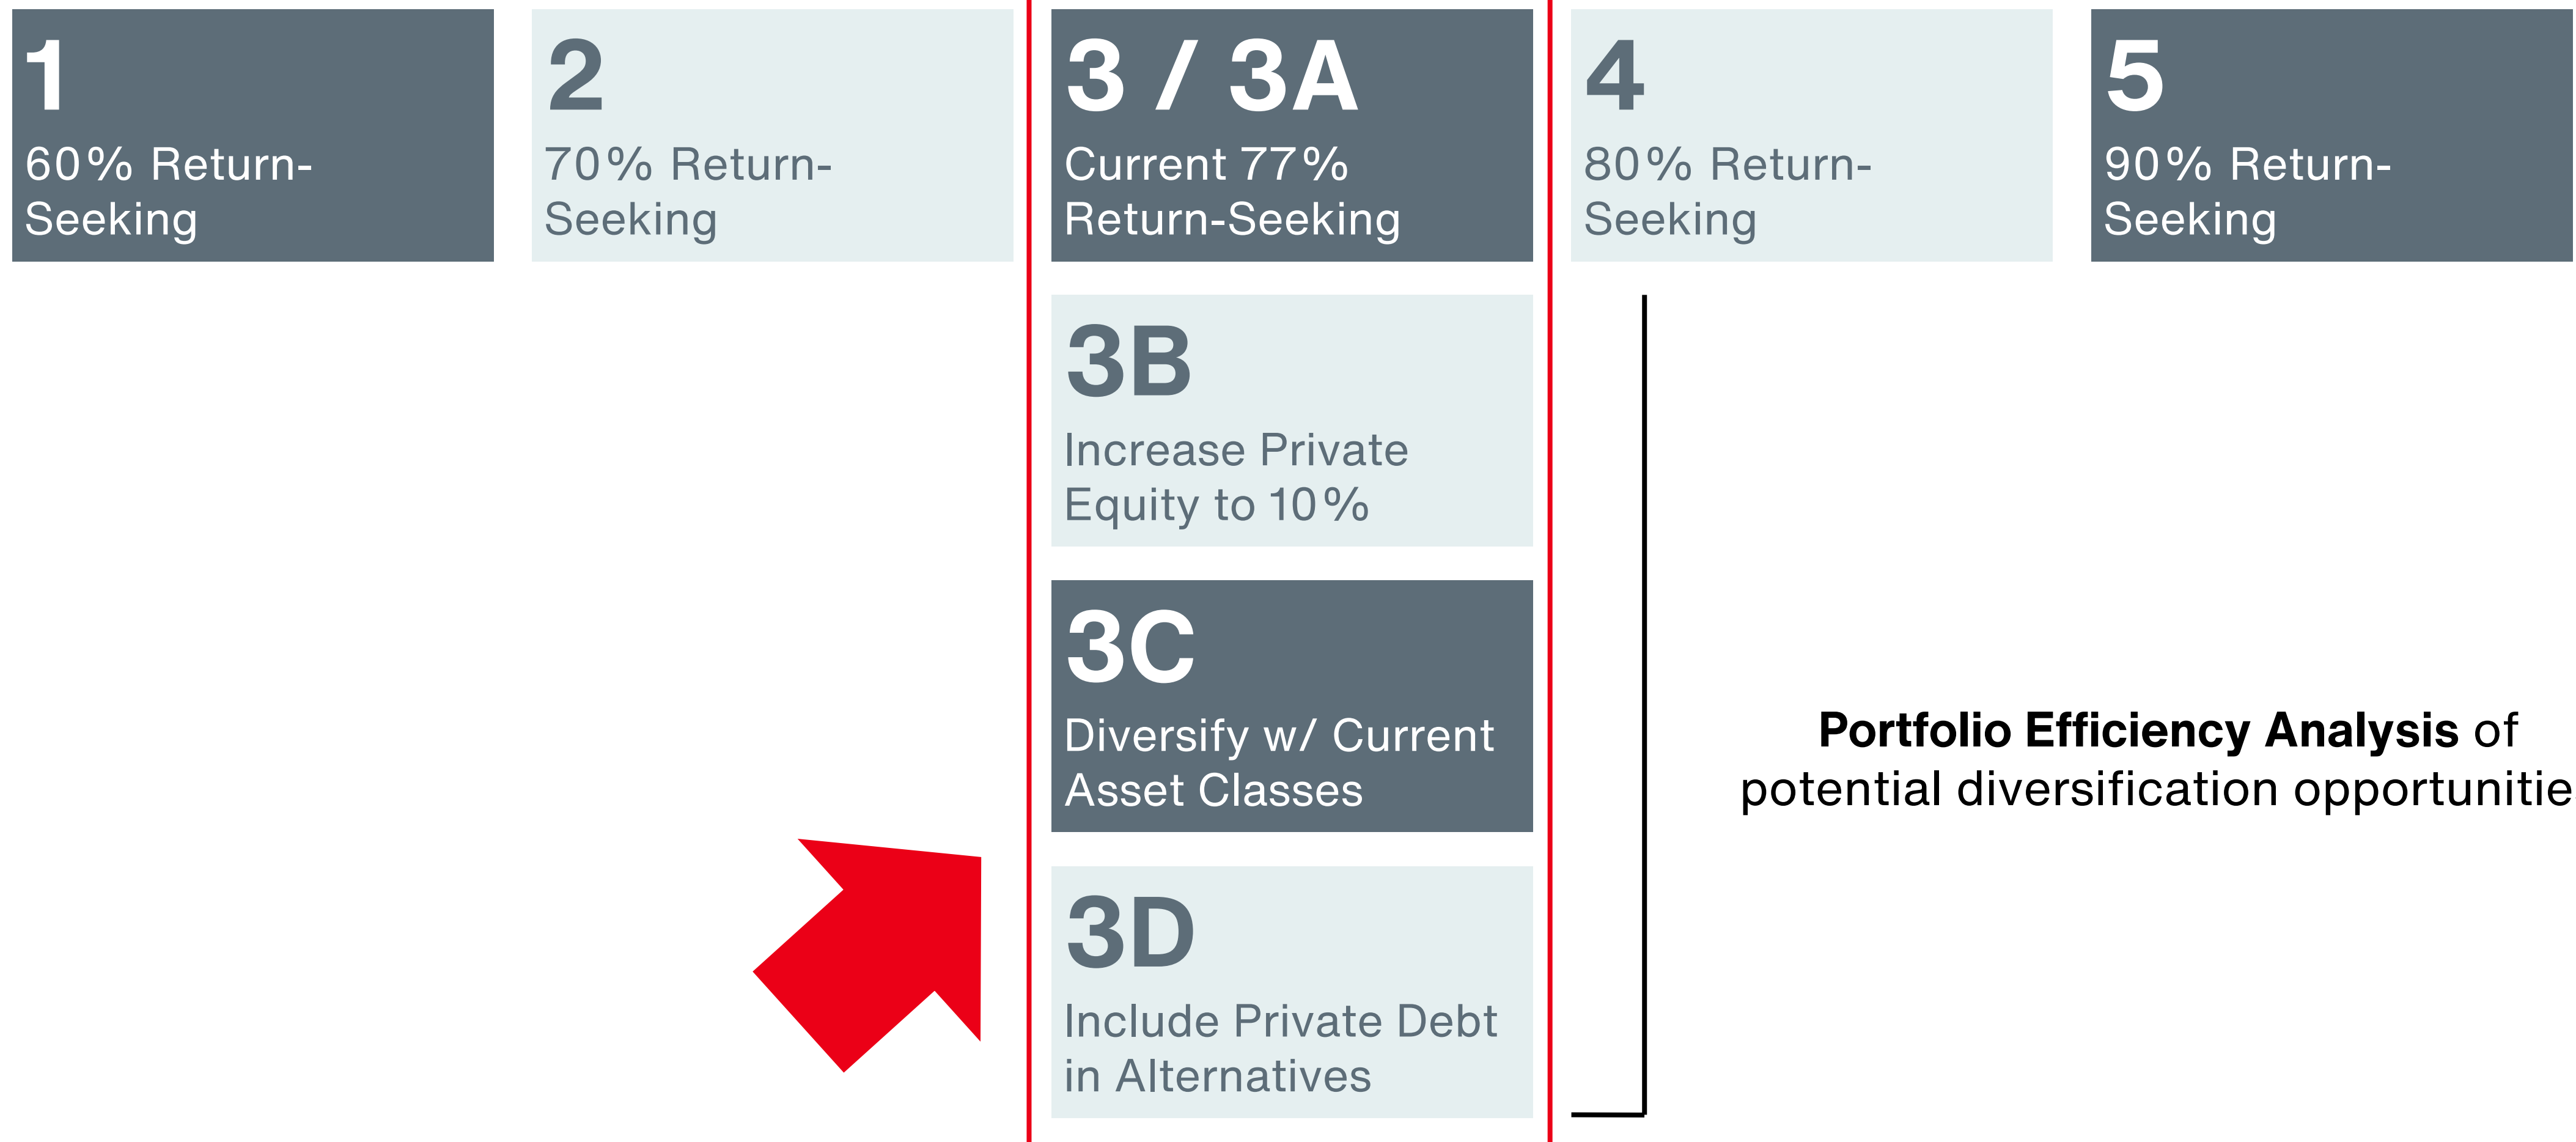 1
60% Return-
Seeking
2
70% Return-
Seeking
3 / 3A
Current 77%
Return-Seeking
4
80% Return-
Seeking
5
90% Return-
Seeking
3B
Increase Private
Equity to 10%
3C
Diversify w/ Current
Asset Classes
3D
Include Private Debt
in Alternatives
Portfolio Efficiency Analysis of
potential diversification opportunitie